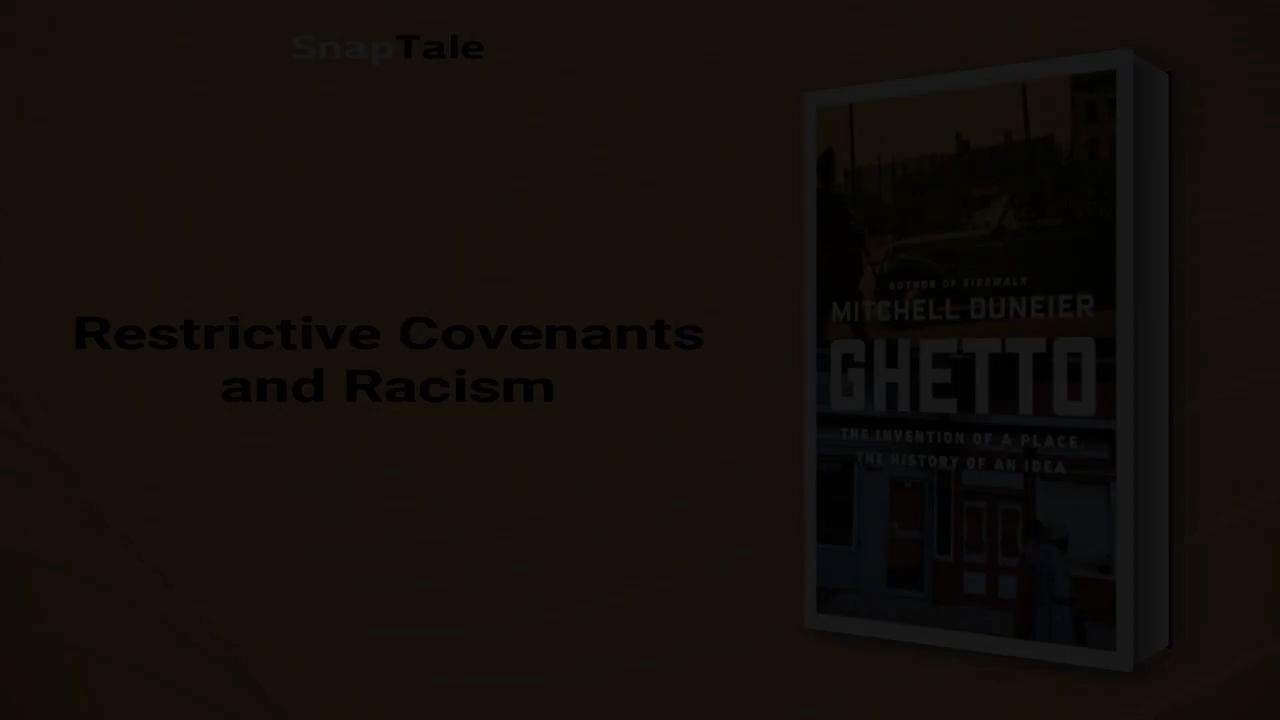 SnapTale
Restrictive Covenants
and Racism
AUTHOR OF SIDEWALK
MITCHELL DUNEIER
GHETTO
THE INVENTION OF A PLACE,
THE HISTORY OF AN IDEA